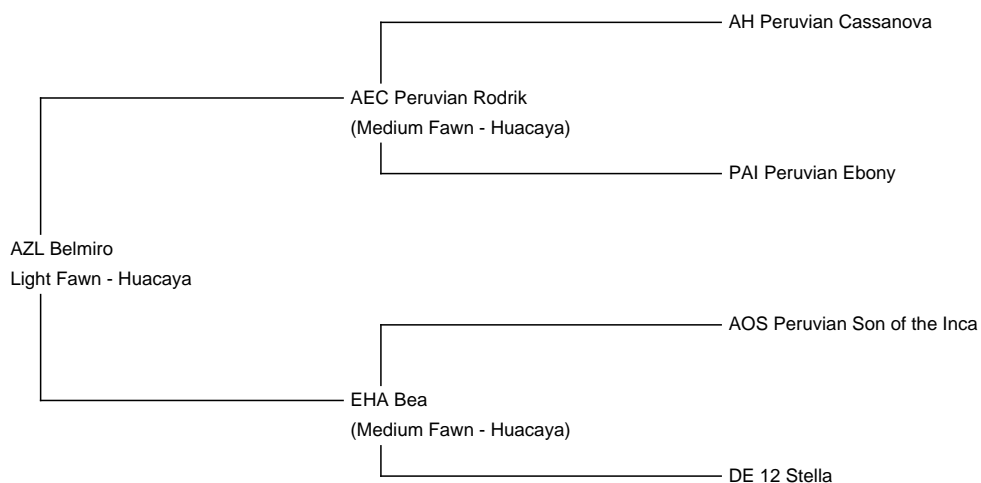 AH Peruvian Cassanova
AEC Peruvian Rodrik
(Medium Fawn - Huacaya)
PAI Peruvian Ebony
AZL Belmiro
Light Fawn - Huacaya
AOS Peruvian Son of the Inca
EHA Bea
(Medium Fawn - Huacaya)
DE 12 Stella